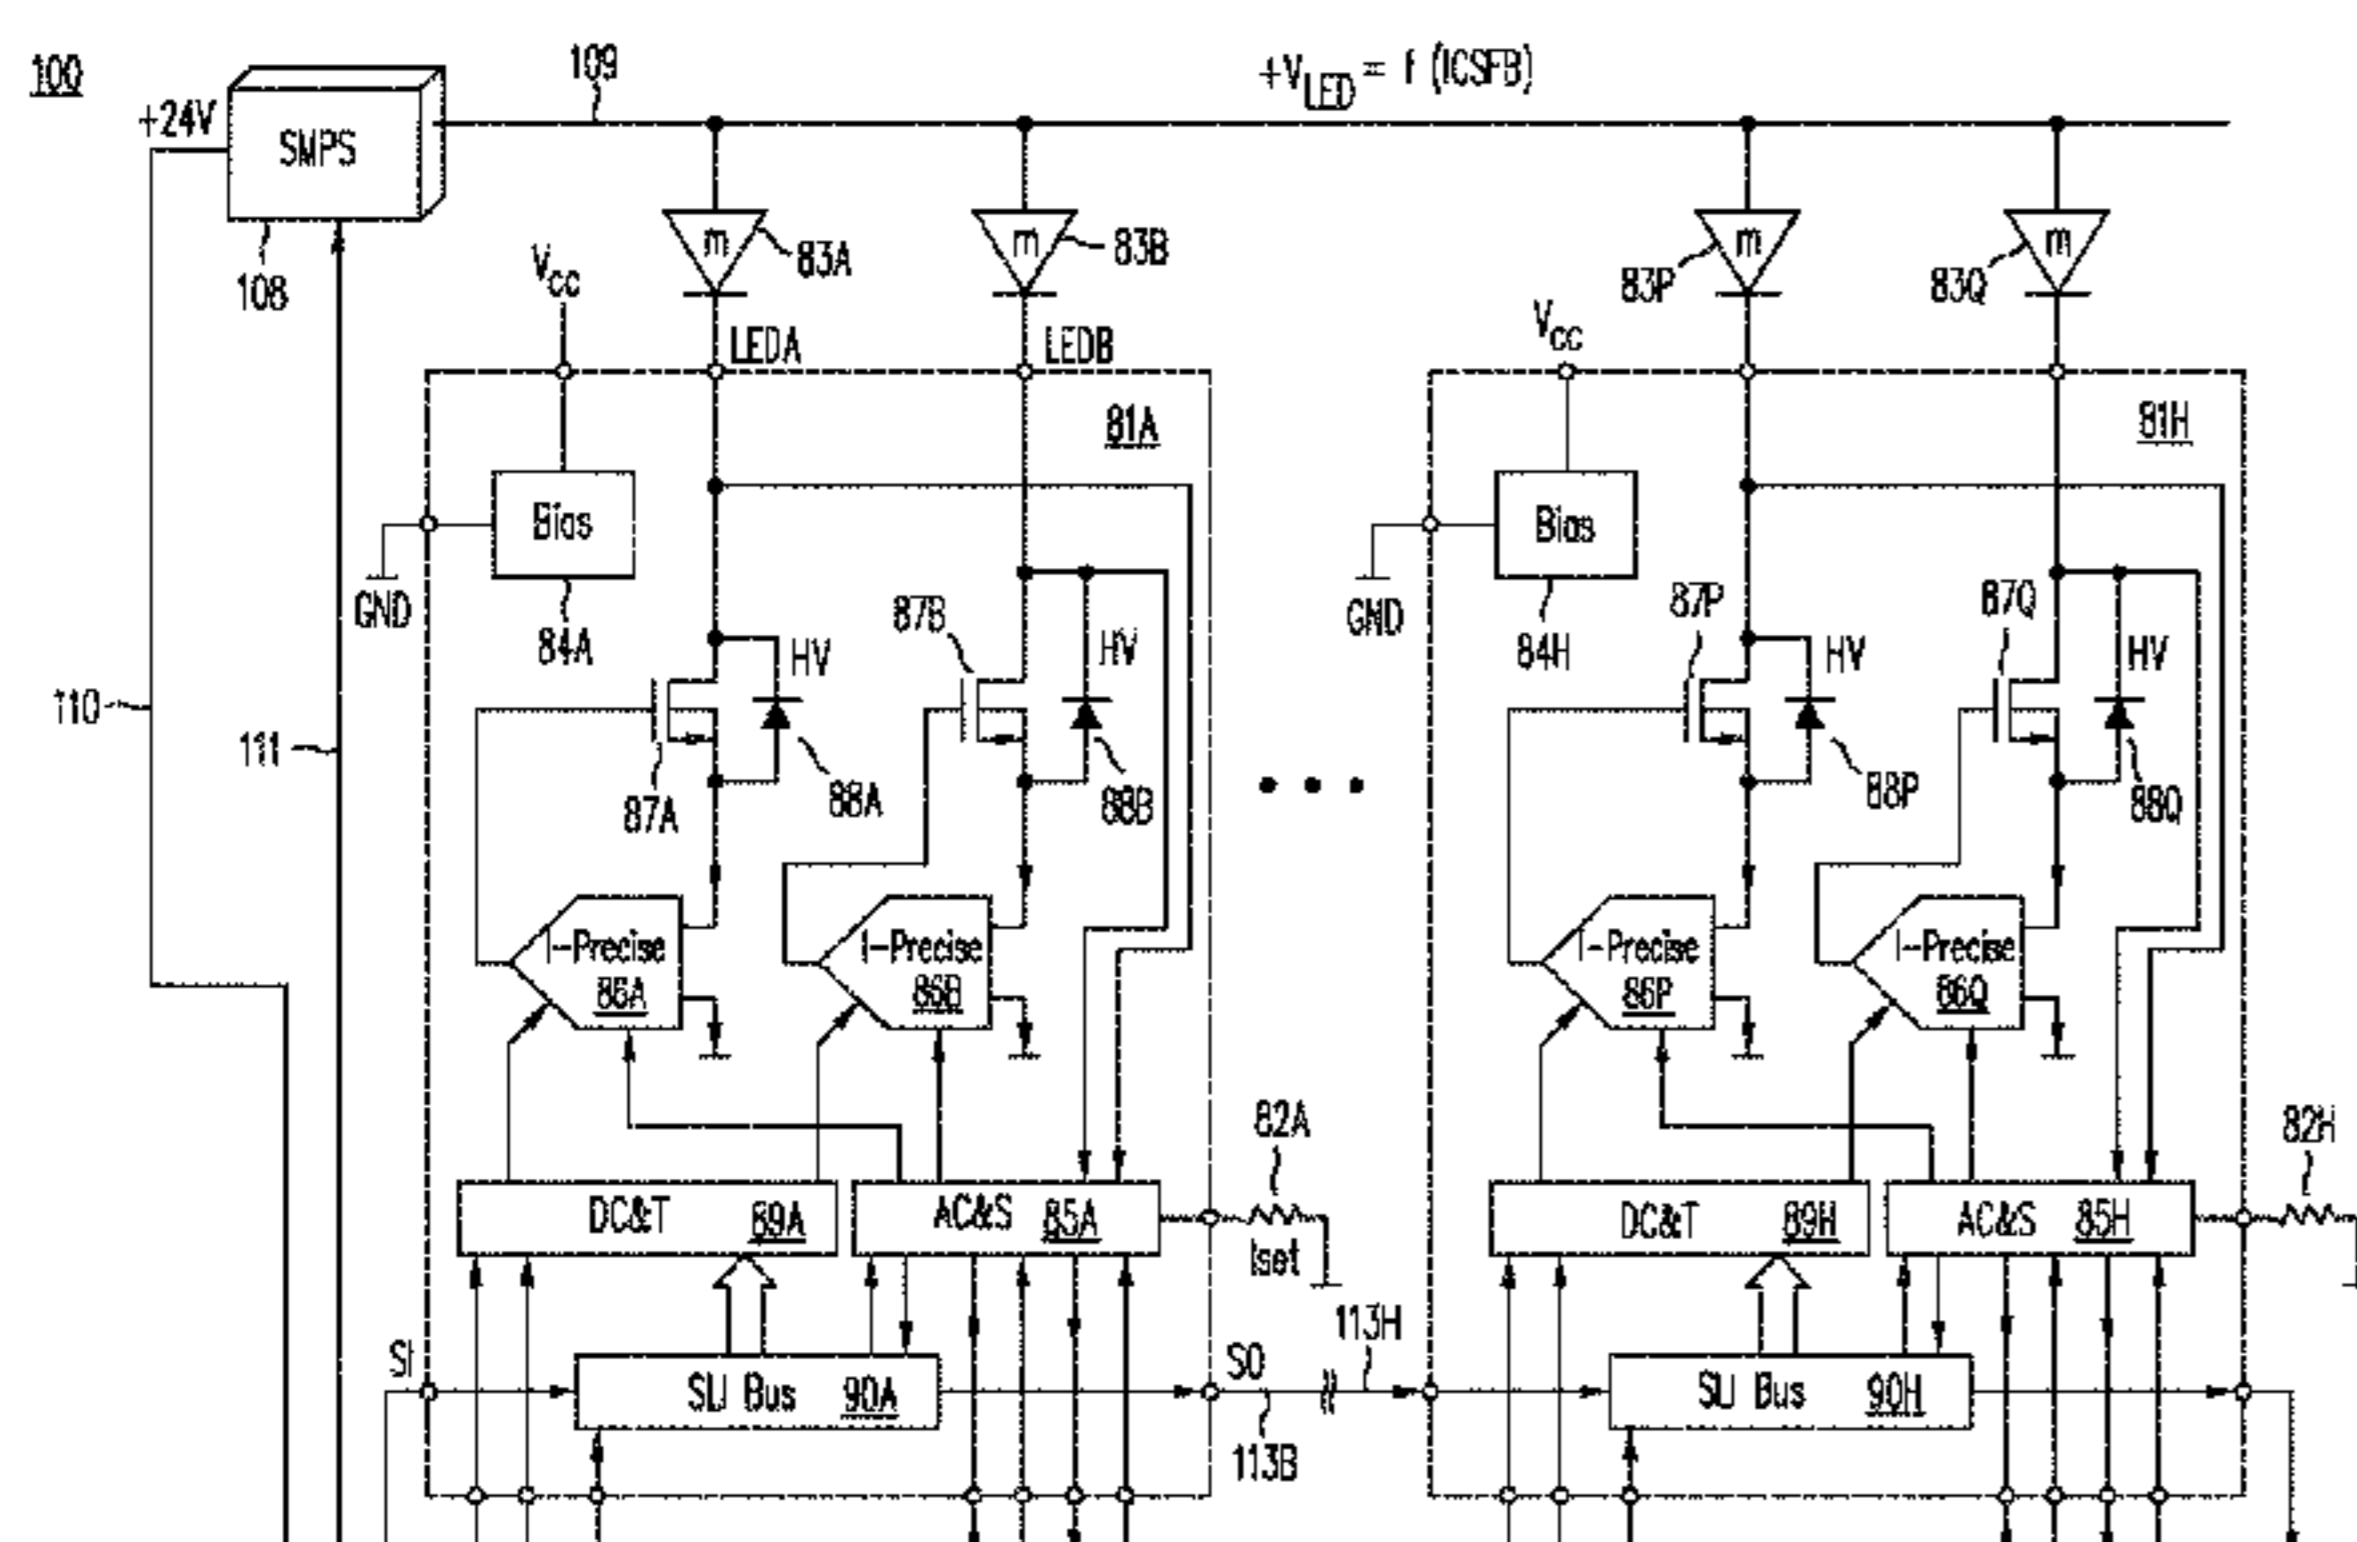 100
109
+VLED = f (ICSFB)
+24V
SMPS
108
VCC
m
83A
m
83B
m
83P
m
83Q
VCC
LEDA
LEDB
81A
81H
Bias
GND
84A
Bias
GND
84H
87B
HV
HV
87P
HV
87Q
HV
110
111
87A
88A
88B
88P
88Q
I-Precise
86A
I-Precise
86B
I-Precise
86P
I-Precise
86Q
82A
82H
DC&T 89A
AC&S 85A
Iset
DC&T 89H
AC&S 85H
113H
SI
SLI Bus 90A
SO
113B
SLI Bus 90H